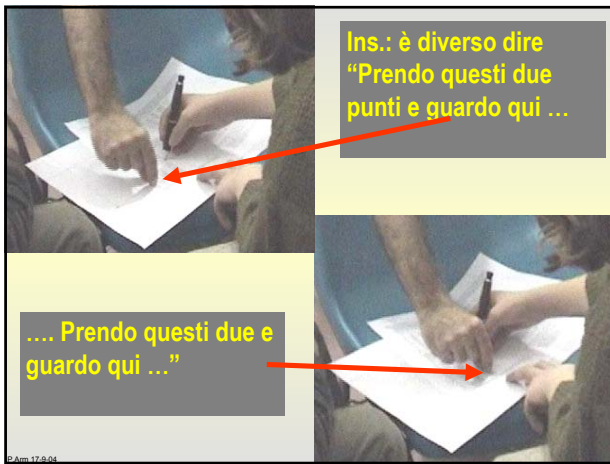 Ins.: è diverso dire
“Prendo questi due
punti e guardo qui …
…. Prendo questi due e
guardo qui …”
P.Arm 17-9-04